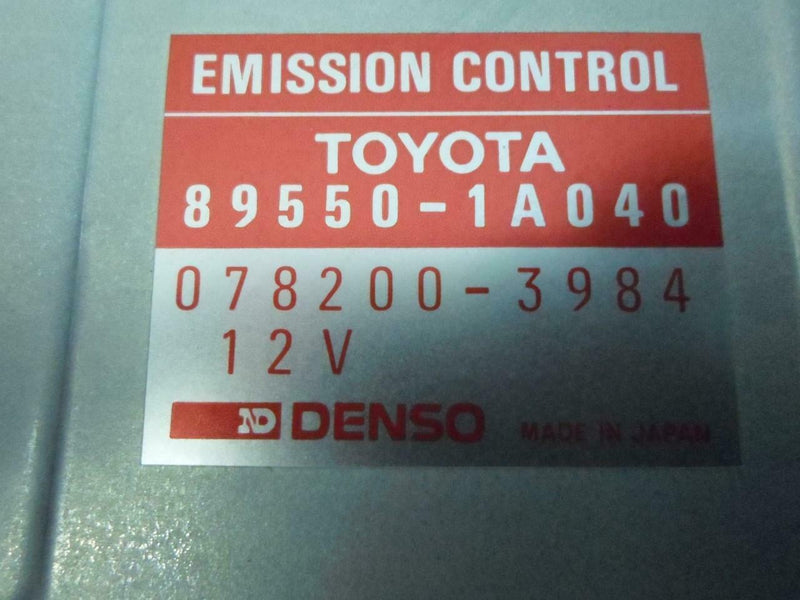 EMISSION CONTROL
TOYOTA
89550-1A040
078200-3984
12V
ND DENSO MADE IN JAPAN